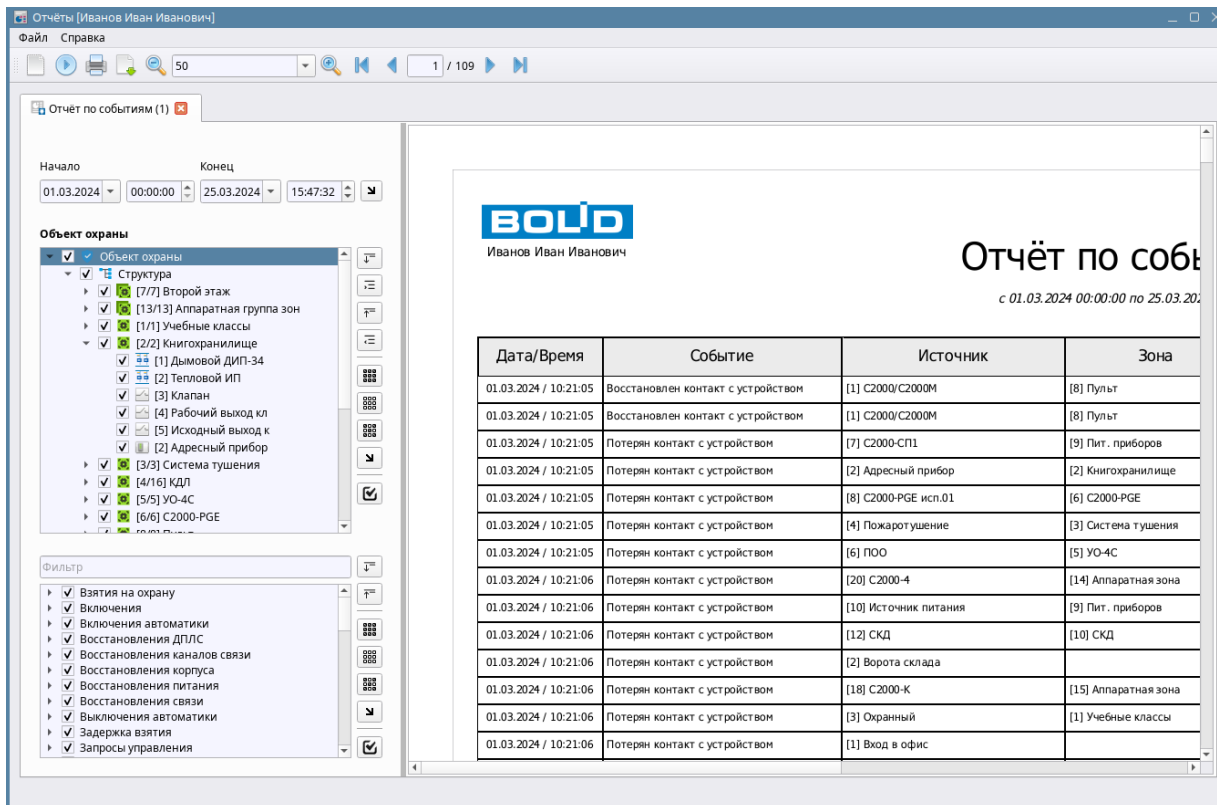 Отчёты [Иванов Иван Иванович]
Файл Справка
50 1 / 109
Отчёт по событиям (1)
Начало Конец
01.03.2024 00:00:00 25.03.2024 15:47:32
Объект охраны
Объект охраны
Структура
[7/7] Второй этаж
[13/13] Аппаратная группа зон
[1/1] Учебные классы
[2/2] Книгохранилище
[1] Дымовой ДИП-34
[2] Тепловой ИП
[3] Клапан
[4] Рабочий выход кл
[5] Исходный выход к
[2] Адресный прибор
[3/3] Система тушения
[4/16] КДЛ
[5/5] УО-4С
[6/6] С2000-PGE
Фильтр
Взятия на охрану
Включения
Включения автоматики
Восстановления ДПЛС
Восстановления каналов связи
Восстановления корпуса
Восстановления питания
Восстановления связи
Выключения автоматики
Задержка взятия
Запросы управления
BOLID
Иванов Иван Иванович
Отчёт по собы
с 01.03.2024 00:00:00 по 25.03.202
Дата/Время Событие Источник Зона
01.03.2024 / 10:21:05 Восстановлен контакт с устройством [1] С2000/С2000М [8] Пульт
01.03.2024 / 10:21:05 Восстановлен контакт с устройством [1] С2000/С2000М [8] Пульт
01.03.2024 / 10:21:05 Потерян контакт с устройством [7] С2000-СП1 [9] Пит. приборов
01.03.2024 / 10:21:05 Потерян контакт с устройством [2] Адресный прибор [2] Книгохранилище
01.03.2024 / 10:21:05 Потерян контакт с устройством [8] С2000-PGE исп.01 [6] С2000-PGE
01.03.2024 / 10:21:05 Потерян контакт с устройством [4] Пожаротушение [3] Система тушения
01.03.2024 / 10:21:05 Потерян контакт с устройством [6] ПОО [5] УО-4С
01.03.2024 / 10:21:06 Потерян контакт с устройством [20] С2000-4 [14] Аппаратная зона
01.03.2024 / 10:21:06 Потерян контакт с устройством [10] Источник питания [9] Пит. приборов
01.03.2024 / 10:21:06 Потерян контакт с устройством [12] СКД [10] СКД
01.03.2024 / 10:21:06 Потерян контакт с устройством [2] Ворота склада
01.03.2024 / 10:21:06 Потерян контакт с устройством [18] С2000-К [15] Аппаратная зона
01.03.2024 / 10:21:06 Потерян контакт с устройством [3] Охранный [1] Учебные классы
01.03.2024 / 10:21:06 Потерян контакт с устройством [1] Вход в офис